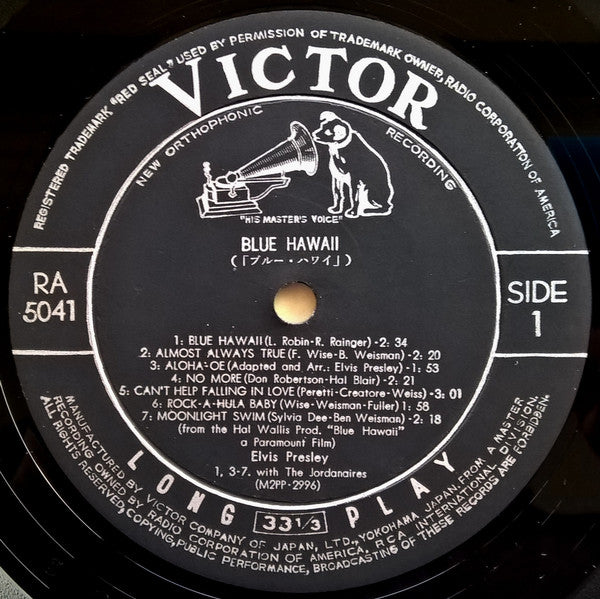 REGISTERED TRADEMARK "RED SEAL" USED BY PERMISSION OF TRADEMARK OWNER, RADIO CORPORATION OF AMERICA
VICTOR
NEW ORTHOPHONIC RECORDING
"HIS MASTER'S VOICE"
BLUE HAWAII
(「ブルー・ハワイ」)
RA
5041
SIDE
1
1: BLUE HAWAII (L. Robin-R. Rainger) -2: 34
2: ALMOST ALWAYS TRUE (F. Wise-B. Weisman) -2: 20
3: ALOHA-OE (Adapted and Arr.: Elvis Presley) -1: 53
4: NO MORE (Don Robertson-Hal Blair) -2: 21
5: CAN'T HELP FALLING IN LOVE (Peretti-Creatore-Weiss) -3: 01
6: ROCK-A-HULA BABY (Wise-Weisman-Fuller) 1: 58
7: MOONLIGHT SWIM (Sylvia Dee-Ben Weisman) -2: 18
(from the Hal Wallis Prod. "Blue Hawaii"
a Paramount Film)
Elvis Presley
1, 3-7. with The Jordanaires
(M2PP-2996)
LONG 33 1/3 PLAY
MANUFACTURED BY VICTOR COMPANY OF JAPAN, LTD., YOKOHAMA, JAPAN, FROM A MASTER
RECORDING OWNED BY RADIO CORPORATION OF AMERICA, RCA INTERNATIONAL DIVISION.
ALL RIGHTS RESERVED, COPYING, PUBLIC PERFORMANCE, BROADCASTING OF THESE RECORDS ARE FORBIDDEN.